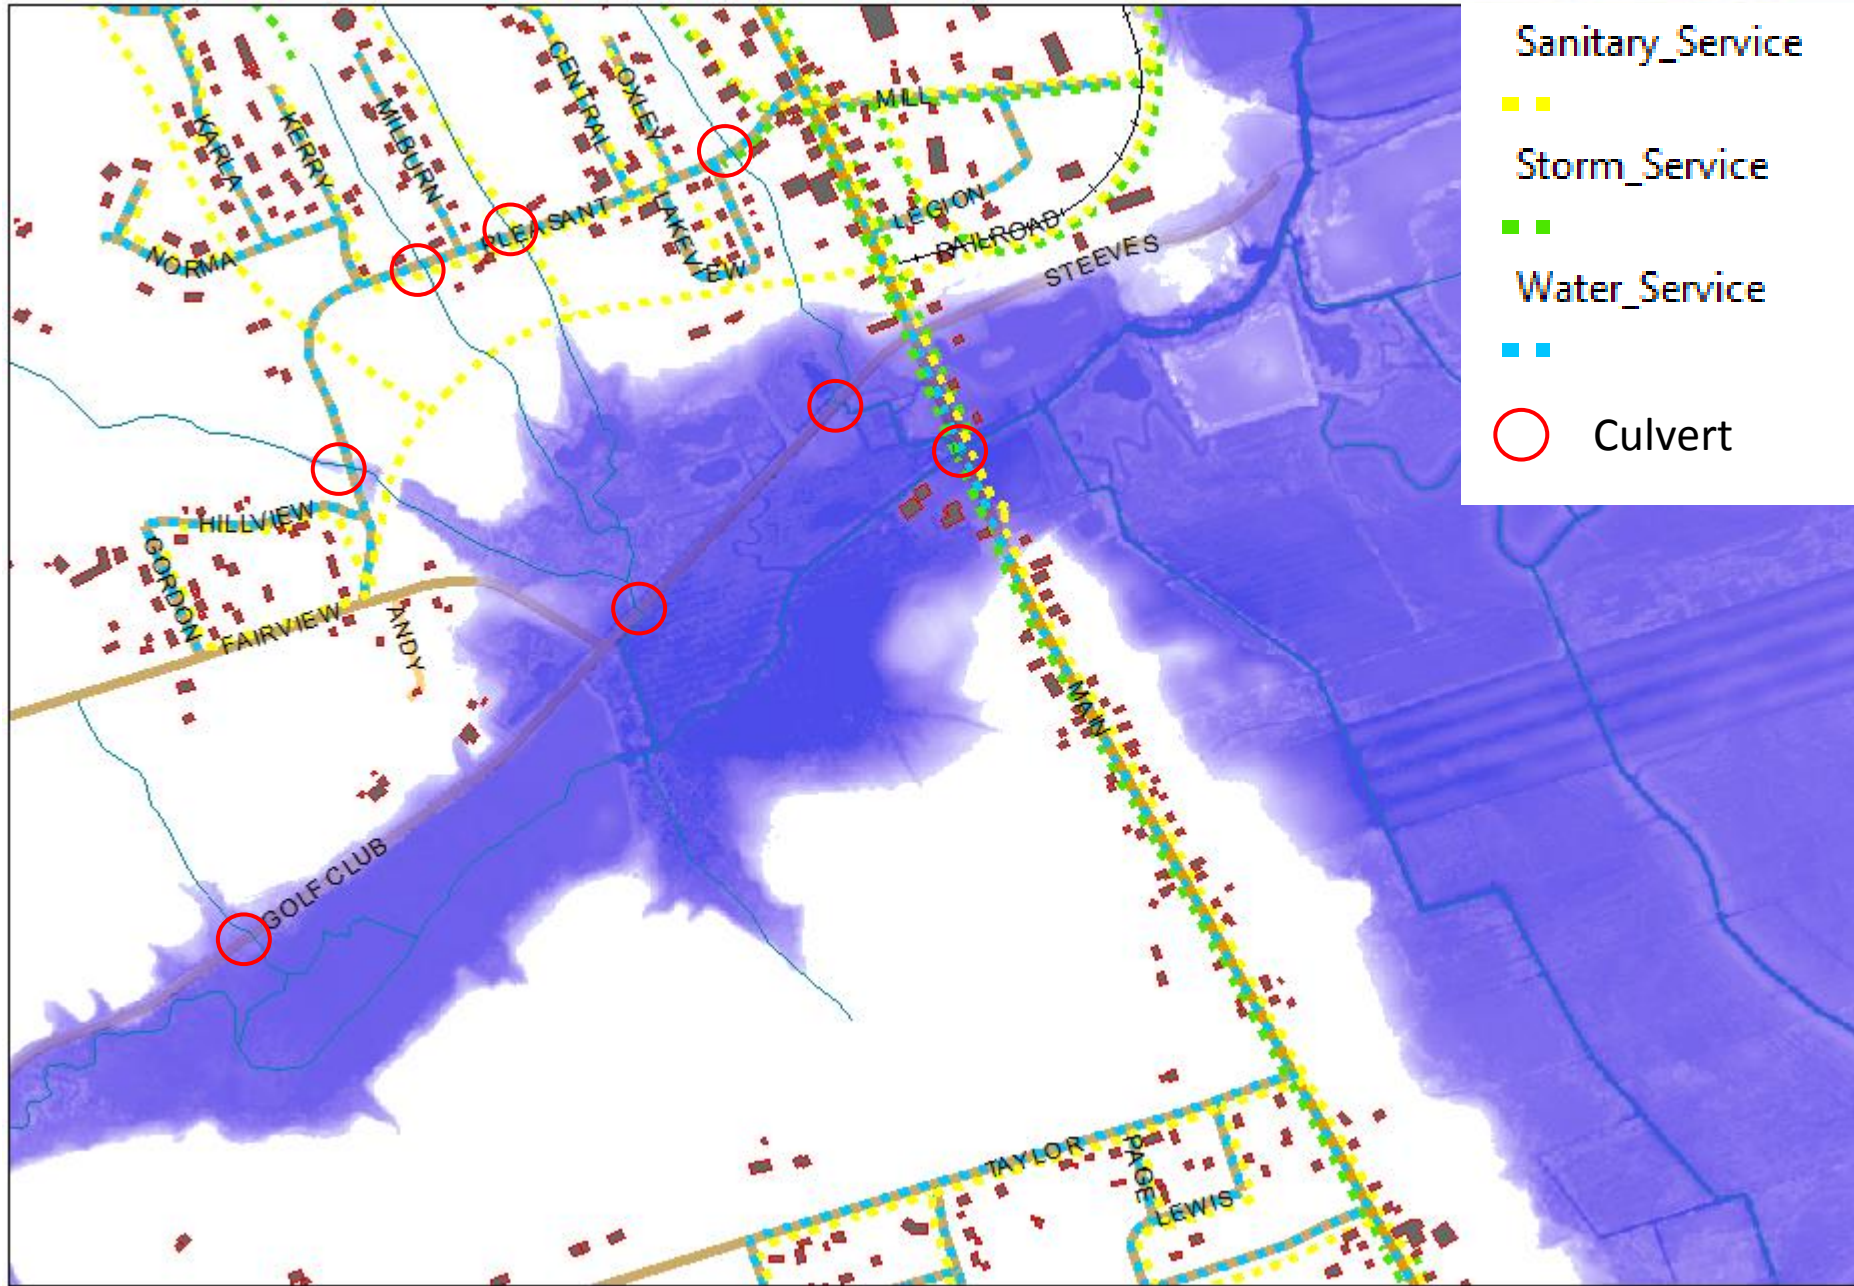 Sanitary_Service
Storm_Service
Water_Service
Culvert
CENTRAL
OXLEY
MILL
KARLA
KERRY
MILBURN
LEGION
PLEASANT
LAKEVIEW
NORMA
RAILROAD
STEEVES
HILLVIEW
GORDON
FAIRVIEW
ANDY
MAIN
GOLF CLUB
TAYLOR
PAGE
LEWIS